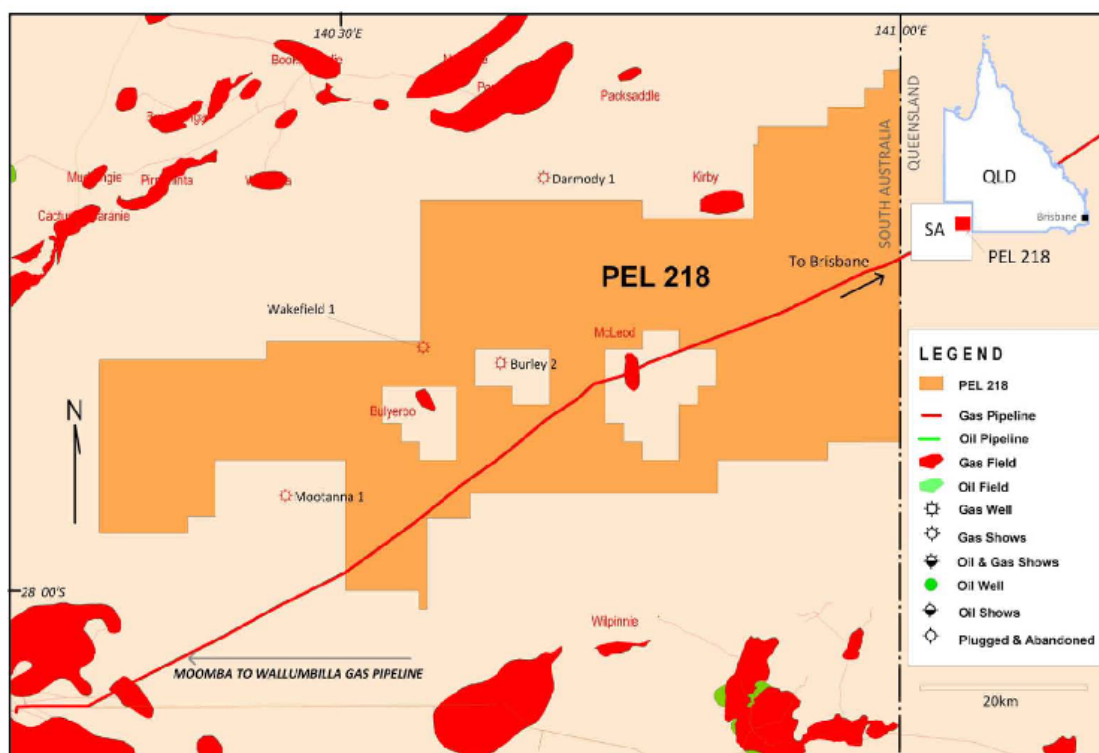 140 30'E
141 00'E
Packsaddle
Darmody 1
Kirby
SOUTH AUSTRALIA
QUEENSLAND
QLD
Brisbane
SA
PEL 218
PEL 218
To Brisbane
Wakefield 1
McLeod
Burley 2
Bulyeroo
N
Mootanna 1
28 00'S
Wilpinnie
MOOMBA TO WALLUMBILLA GAS PIPELINE
LEGEND
PEL 218
Gas Pipeline
Oil Pipeline
Gas Field
Oil Field
Gas Well
Gas Shows
Oil & Gas Shows
Oil Well
Oil Shows
Plugged & Abandoned
20km